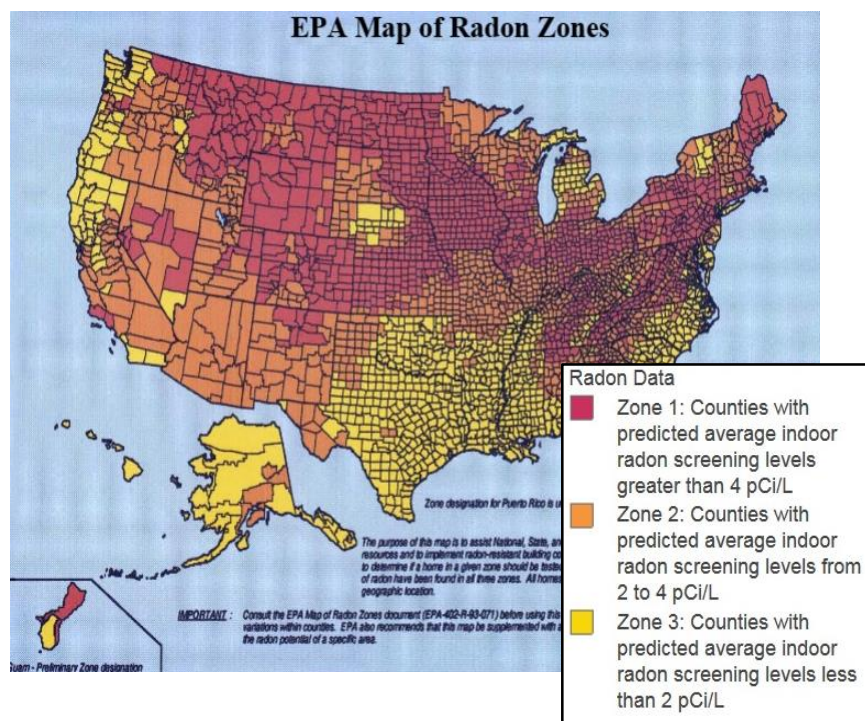 EPA Map of Radon Zones
Radon Data
Zone 1: Counties with
predicted average indoor
radon screening levels
greater than 4 pCi/L
Zone 2: Counties with
predicted average indoor
radon screening levels from
2 to 4 pCi/L
Zone 3: Counties with
predicted average indoor
radon screening levels less
than 2 pCi/L
Zone designation for Puerto Rico is u
The purpose of this map is to assist National, State, an
resources and to implement radon-resistant building co
to determine if a home in a given zone should be teste
of radon have been found in all three zones. All homes
geographic location.
IMPORTANT : Consult the EPA Map of Radon Zones document (EPA-402-R-93-071) before using this
variations within counties. EPA also recommends that this map be supplemented with a
the radon potential of a specific area.
Guam - Preliminary Zone designation